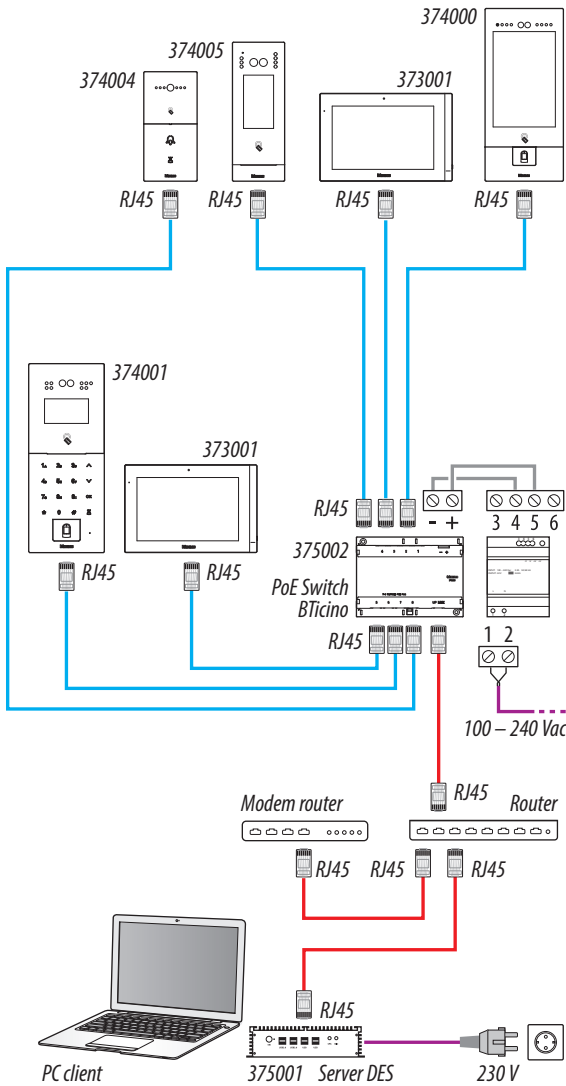 374000
374005
374004
373001
RJ45
RJ45
RJ45
RJ45
374001
373001
RJ45
- +
3 4 5 6
375002
PoE Switch
BTicino
RJ45
RJ45
RJ45
1 2
100 – 240 Vac
RJ45
Modem router
Router
RJ45
RJ45
RJ45
RJ45
PC client
375001 Server DES
230 V